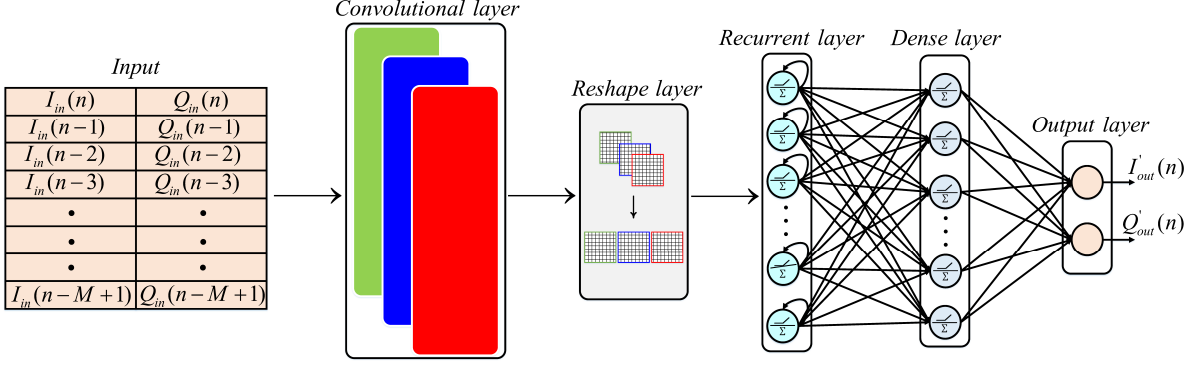 Convolutional layer
Recurrent layer
Dense layer
Input
Reshape layer
I_in(n) Q_in(n)
I_in(n−1) Q_in(n−1)
I_in(n−2) Q_in(n−2)
I_in(n−3) Q_in(n−3)
I_in(n−M+1) Q_in(n−M+1)
Σ
Σ
Σ
Σ
Σ
Σ
Σ
Σ
Σ
Σ
Output layer
I'_out(n)
Q'_out(n)